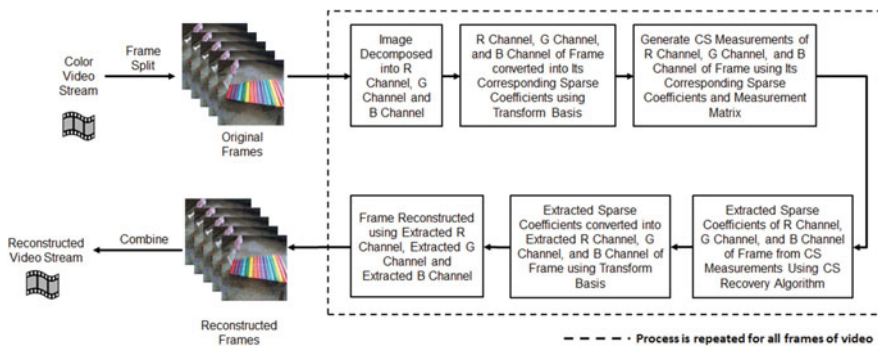 Color
Video
Stream
Frame
Split
Original
Frames
Image
Decomposed
into R
Channel, G
Channel and
B Channel
R Channel, G Channel,
and B Channel of Frame
converted into Its
Corresponding Sparse
Coefficients using
Transform Basis
Generate CS Measurements of
R Channel, G Channel, and B
Channel of Frame using Its
Corresponding Sparse
Coefficients and Measurement
Matrix
Reconstructed
Video Stream
Combine
Reconstructed
Frames
Frame Reconstructed
using Extracted R
Channel, Extracted G
Channel and
Extracted B Channel
Extracted Sparse
Coefficients converted into
Extracted R Channel, G
Channel, and B Channel of
Frame using Transform
Basis
Extracted Sparse
Coefficients of R Channel,
G Channel, and B Channel
of Frame from CS
Measurements Using CS
Recovery Algorithm
Process is repeated for all frames of video